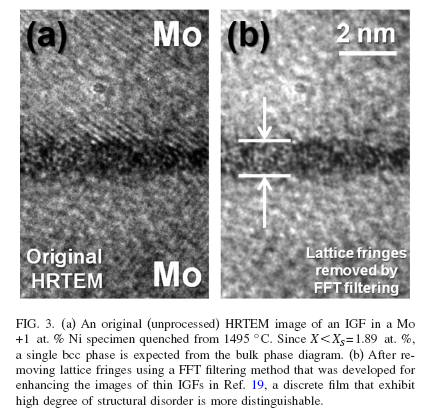 (a) Mo
(b)
2 nm
Original
HRTEM
Mo
Lattice fringes
removed by
FFT filtering
FIG. 3. (a) An original (unprocessed) HRTEM image of an IGF in a Mo
+1 at. % Ni specimen quenched from 1495 °C. Since X<XS=1.89 at. %,
a single bcc phase is expected from the bulk phase diagram. (b) After re-
moving lattice fringes using a FFT filtering method that was developed for
enhancing the images of thin IGFs in Ref. 19, a discrete film that exhibit
high degree of structural disorder is more distinguishable.